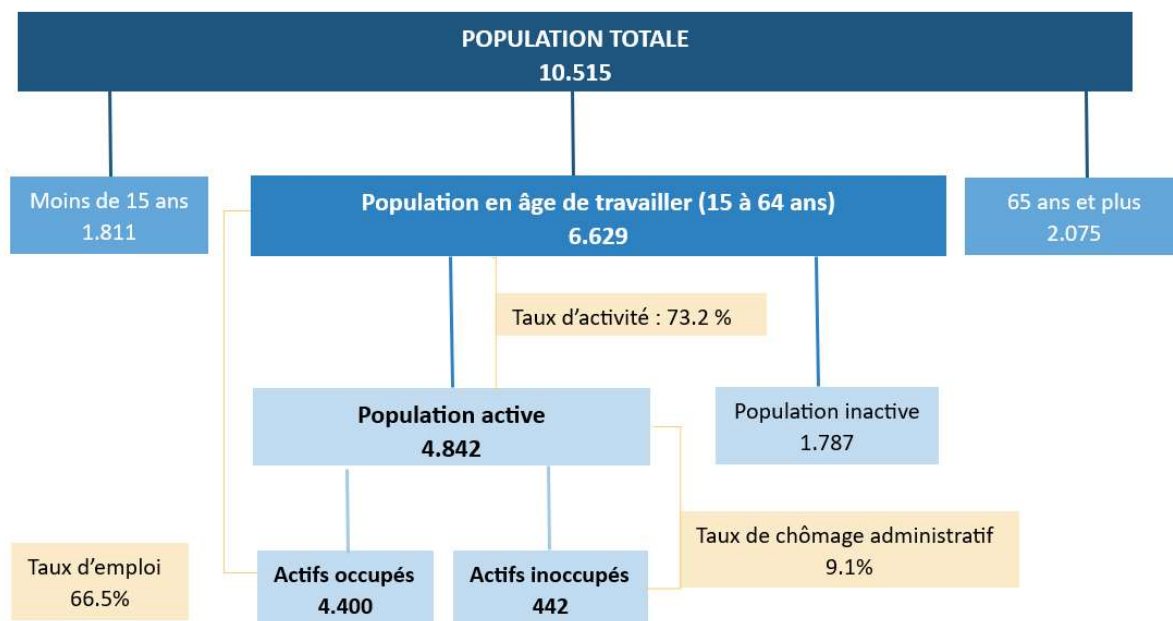 POPULATION TOTALE
10.515
Moins de 15 ans
1.811
Population en âge de travailler (15 à 64 ans)
6.629
65 ans et plus
2.075
Taux d'activité : 73.2 %
Population active
4.842
Population inactive
1.787
Taux de chômage administratif
9.1%
Taux d'emploi
66.5%
Actifs occupés
4.400
Actifs inoccupés
442